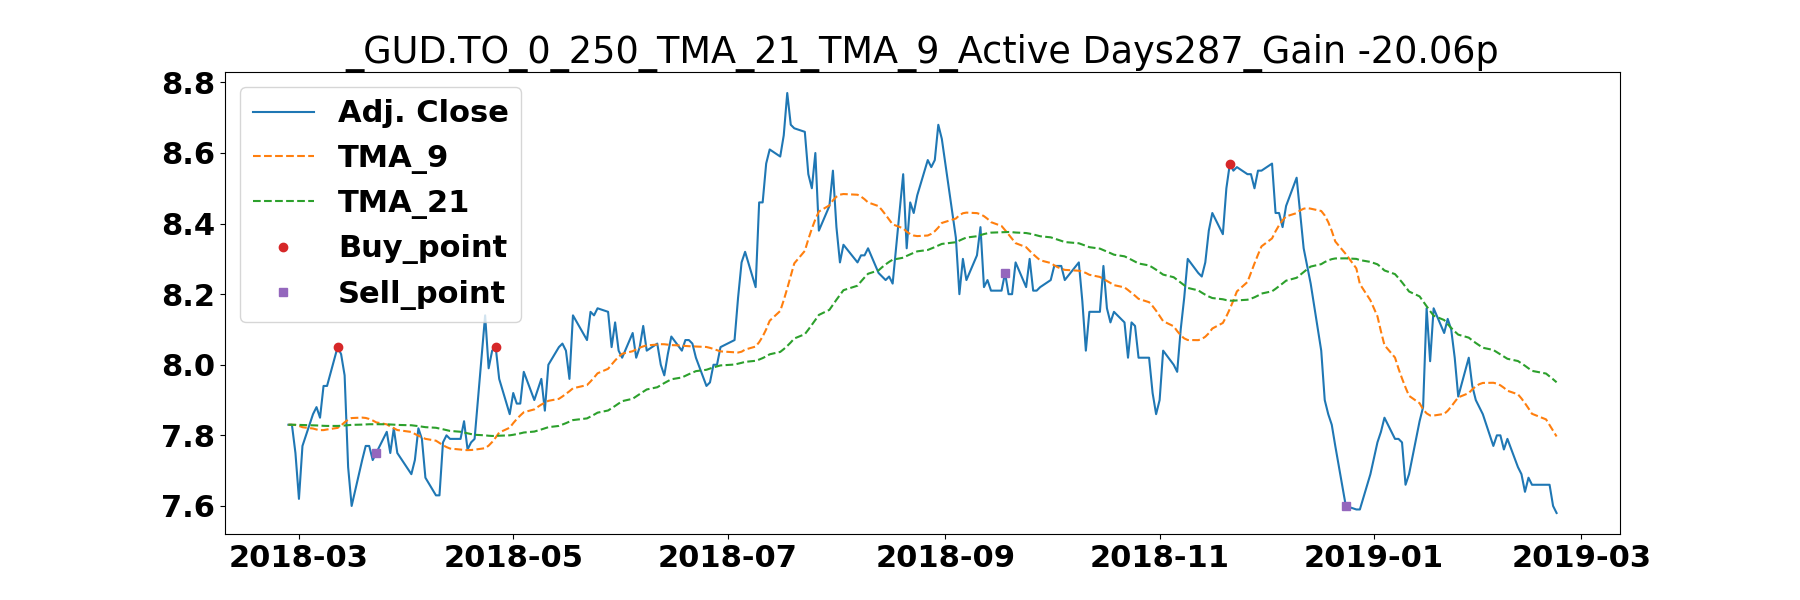 _GUD.TO_0_250_TMA_21_TMA_9_Active Days287_Gain -20.06p
8.8
8.6
8.4
8.2
8.0
7.8
7.6
Adj. Close
TMA_9
TMA_21
Buy_point
Sell_point
2018-03 2018-05 2018-07 2018-09 2018-11 2019-01 2019-03